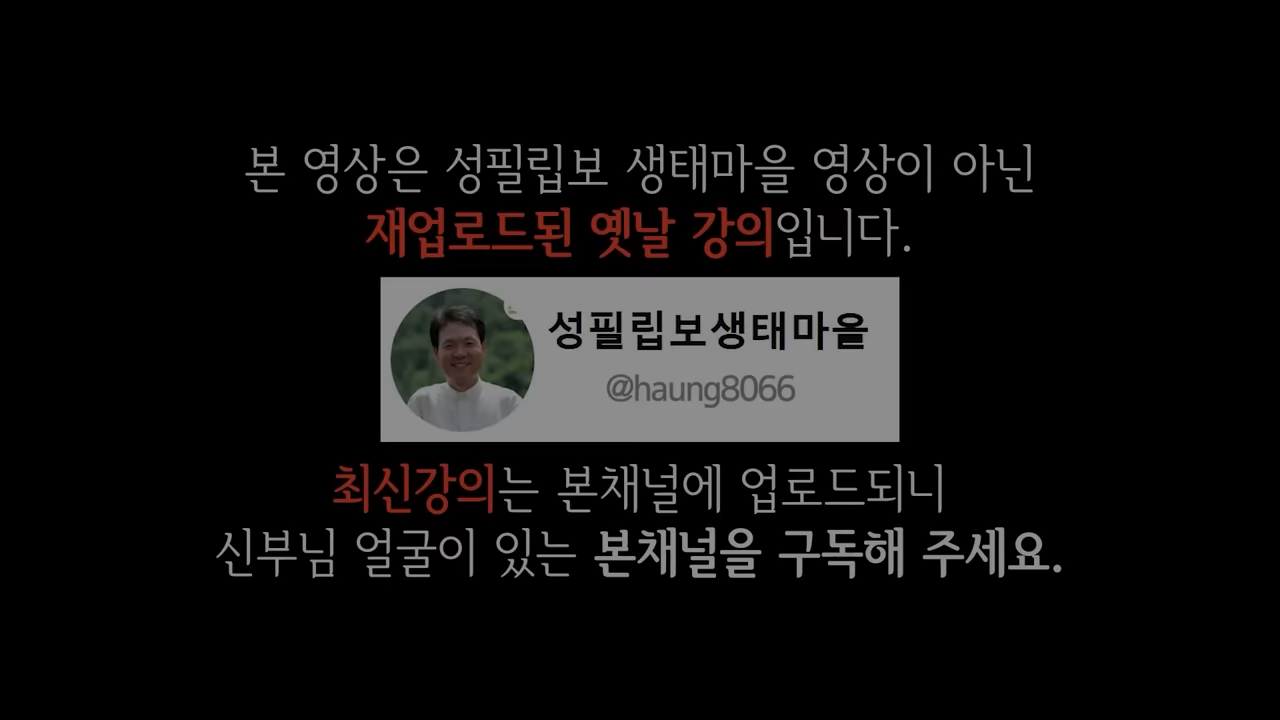 본 영상은 성필립보 생태마을 영상이 아닌
재업로드된 옛날 강의입니다.
성필립보생태마을
@haung8066
최신강의는 본채널에 업로드되니
신부님 얼굴이 있는 본채널을 구독해 주세요.